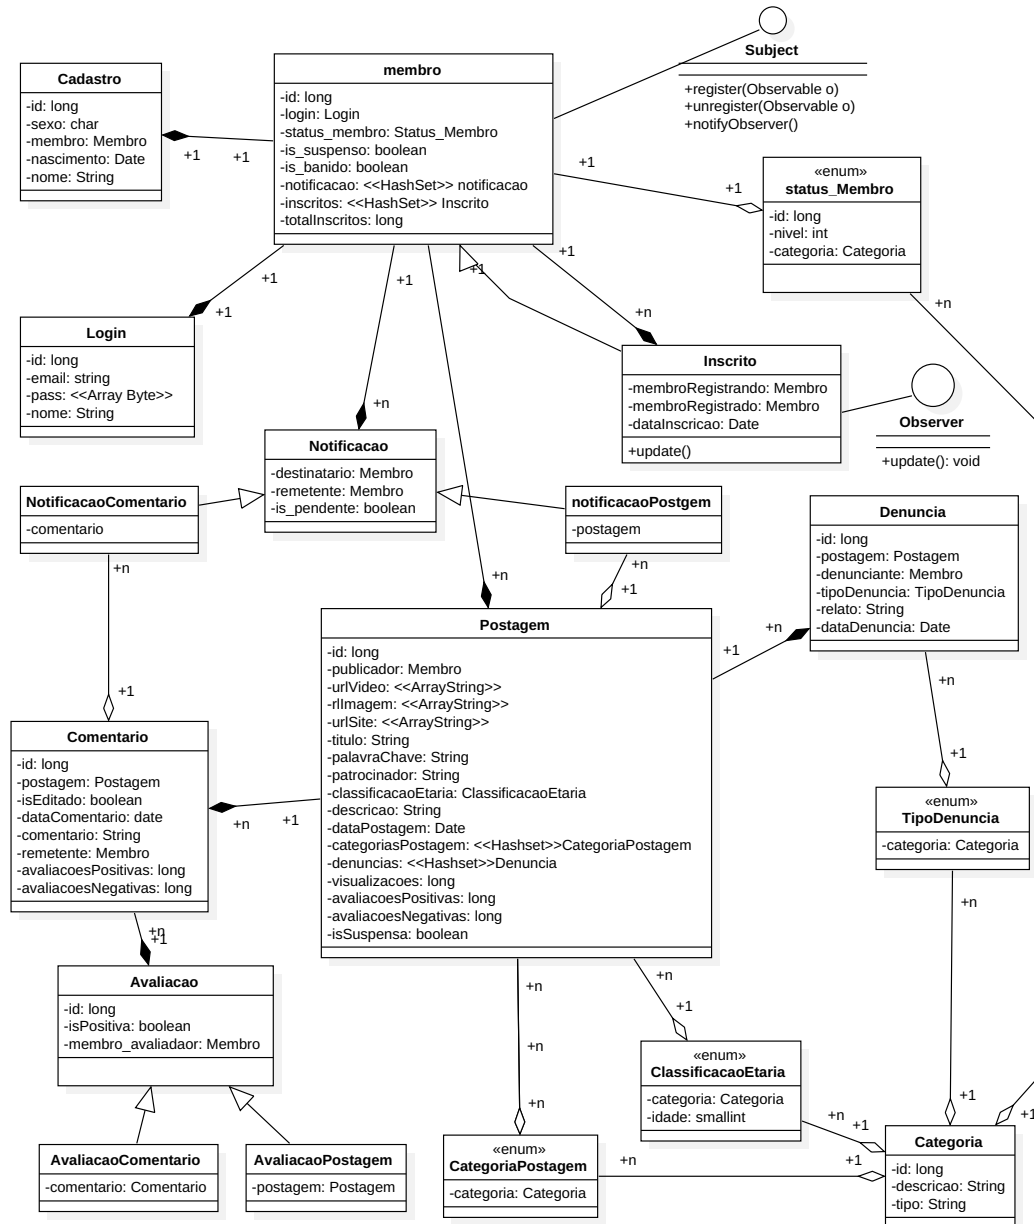 Subject
+register(Observable o)
+unregister(Observable o)
+notifyObserver()
Cadastro
-id: long
-sexo: char
-membro: Membro
-nascimento: Date
-nome: String
membro
-id: long
-login: Login
-status_membro: Status_Membro
-is_suspenso: boolean
-is_banido: boolean
-notificacao: <<HashSet>> notificacao
-inscritos: <<HashSet>> Inscrito
-totalInscritos: long
+1
+1
+1
+1
«enum»
status_Membro
-id: long
-nivel: int
-categoria: Categoria
+n
+1
+1
+1
+1
+1
+n
+n
Login
-id: long
-email: string
-pass: <<Array Byte>>
-nome: String
Inscrito
-membroRegistrando: Membro
-membroRegistrado: Membro
-dataInscricao: Date
+update()
Observer
+update(): void
Notificacao
-destinatario: Membro
-remetente: Membro
-is_pendente: boolean
NotificacaoComentario
-comentario
notificacaoPostgem
-postagem
+n
+n
+n
+1
+1
Denuncia
-id: long
-postagem: Postagem
-denunciante: Membro
-tipoDenuncia: TipoDenuncia
-relato: String
-dataDenuncia: Date
+n
+1
+n
+1
Postagem
-id: long
-publicador: Membro
-urlVideo: <<ArrayString>>
-rlImagem: <<ArrayString>>
-urlSite: <<ArrayString>>
-titulo: String
-palavraChave: String
-patrocinador: String
-classificacaoEtaria: ClassificacaoEtaria
-descricao: String
-dataPostagem: Date
-categoriasPostagem: <<Hashset>>CategoriaPostagem
-denuncias: <<Hashset>>Denuncia
-visualizacoes: long
-avaliacoesPositivas: long
-avaliacoesNegativas: long
-isSuspensa: boolean
Comentario
-id: long
-postagem: Postagem
-isEditado: boolean
-dataComentario: date
-comentario: String
-remetente: Membro
-avaliacoesPositivas: long
-avaliacoesNegativas: long
+n
+1
«enum»
TipoDenuncia
-categoria: Categoria
+n
+n
+1
Avaliacao
-id: long
-isPositiva: boolean
-membro_avaliadaor: Membro
+n
+n
+n
+n
+1
«enum»
ClassificacaoEtaria
-categoria: Categoria
-idade: smallint
+n
+1
+1
+1
AvaliacaoComentario
-comentario: Comentario
AvaliacaoPostagem
-postagem: Postagem
«enum»
CategoriaPostagem
-categoria: Categoria
+n
+1
Categoria
-id: long
-descricao: String
-tipo: String